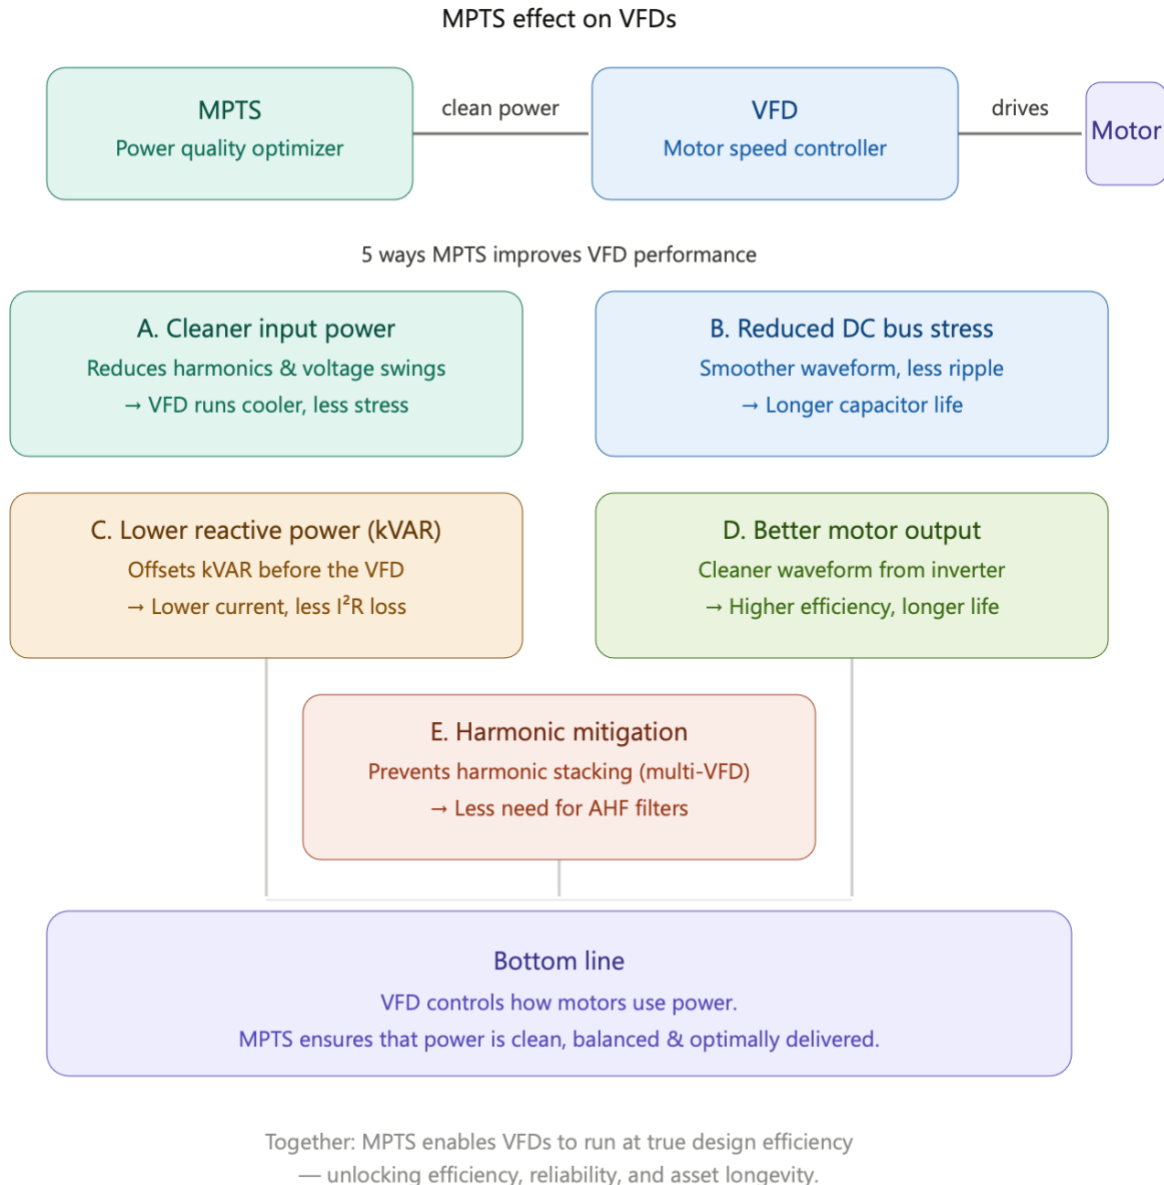 MPTS effect on VFDs
MPTS
Power quality optimizer
clean power
VFD
Motor speed controller
drives
Motor
5 ways MPTS improves VFD performance
A. Cleaner input power
Reduces harmonics & voltage swings
→ VFD runs cooler, less stress
B. Reduced DC bus stress
Smoother waveform, less ripple
→ Longer capacitor life
C. Lower reactive power (kVAR)
Offsets kVAR before the VFD
→ Lower current, less I²R loss
D. Better motor output
Cleaner waveform from inverter
→ Higher efficiency, longer life
E. Harmonic mitigation
Prevents harmonic stacking (multi-VFD)
→ Less need for AHF filters
Bottom line
VFD controls how motors use power.
MPTS ensures that power is clean, balanced & optimally delivered.
Together: MPTS enables VFDs to run at true design efficiency
— unlocking efficiency, reliability, and asset longevity.